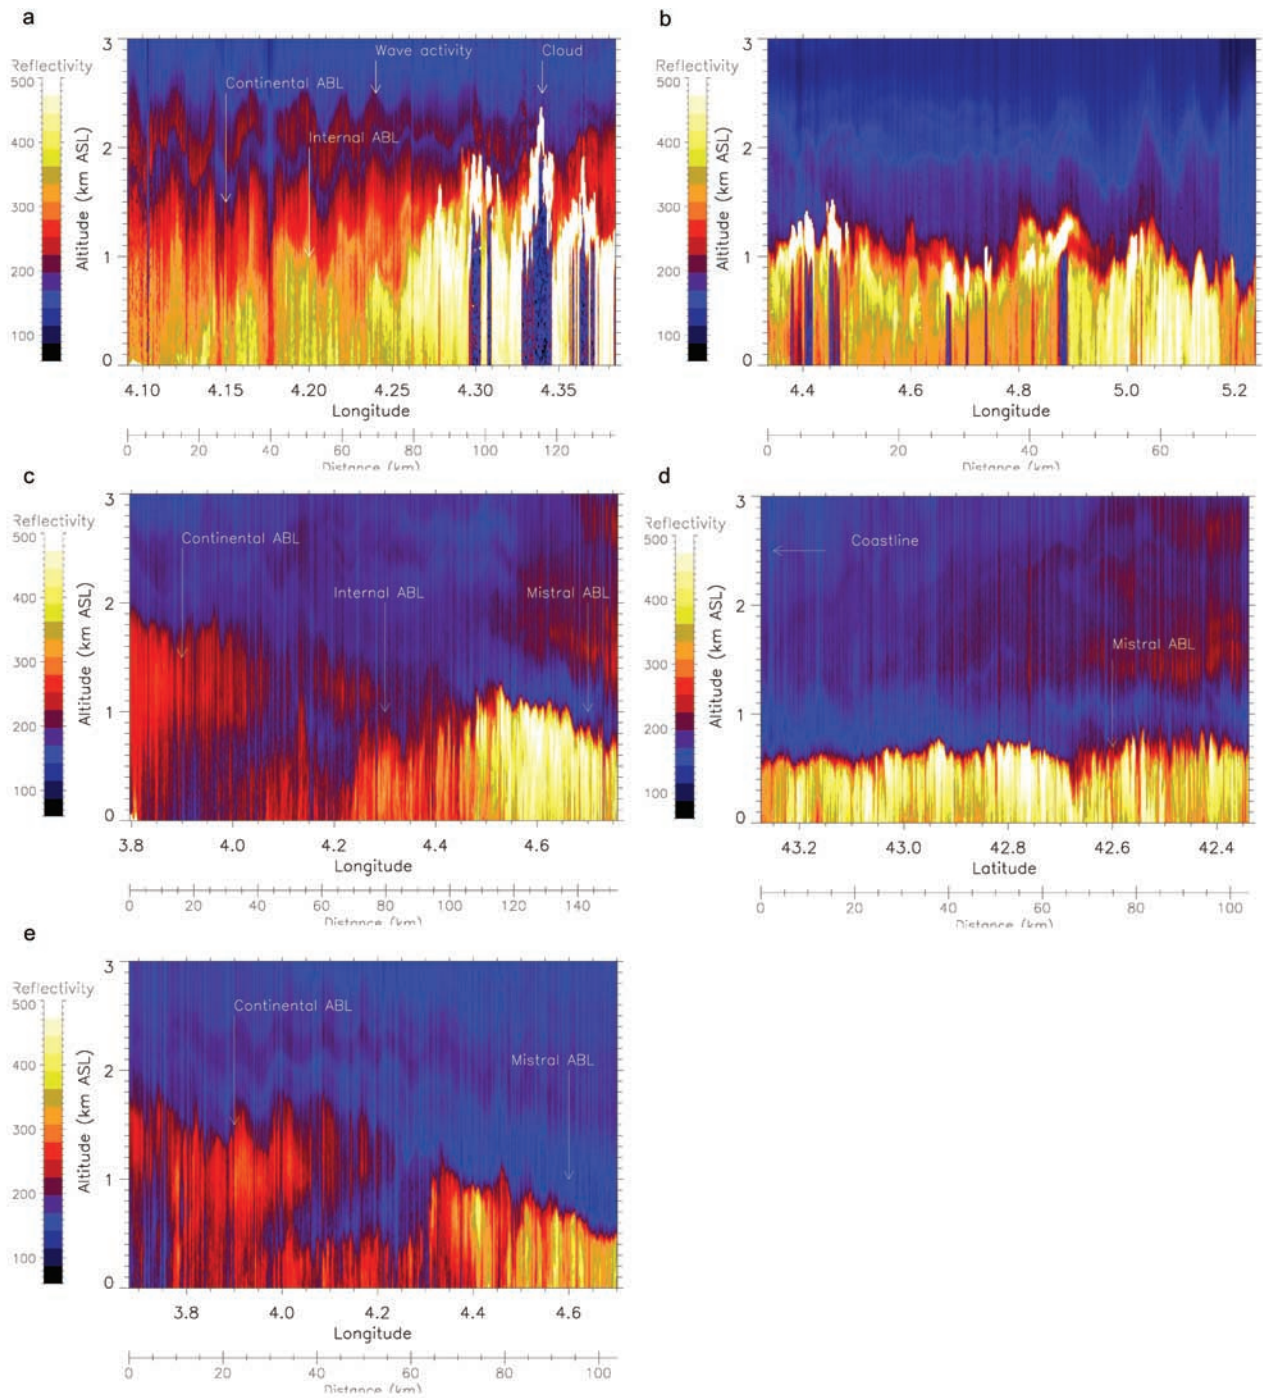 a
Reflectivity
500
400
300
200
100
Altitude (km ASL)
3
2
1
0
Wave activity
Cloud
Continental ABL
Internal ABL
4.10 4.15 4.20 4.25 4.30 4.35
Longitude
0 20 40 60 80 100 120
Distance (km)
b
Reflectivity
500
400
300
200
100
Altitude (km ASL)
3
2
1
0
4.4 4.6 4.8 5.0 5.2
Longitude
0 20 40 60
Distance (km)
c
Reflectivity
500
400
300
200
100
Altitude (km ASL)
3
2
1
0
Continental ABL
Internal ABL
Mistral ABL
3.8 4.0 4.2 4.4 4.6
Longitude
0 20 40 60 80 100 120 140
Distance (km)
d
Reflectivity
500
400
300
200
100
Altitude (km ASL)
3
2
1
0
Coastline
Mistral ABL
43.2 43.0 42.8 42.6 42.4
Latitude
0 20 40 60 80 100
Distance (km)
e
Reflectivity
500
400
300
200
100
Altitude (km ASL)
3
2
1
0
Continental ABL
Mistral ABL
3.8 4.0 4.2 4.4 4.6
Longitude
0 20 40 60 80 100
Distance (km)